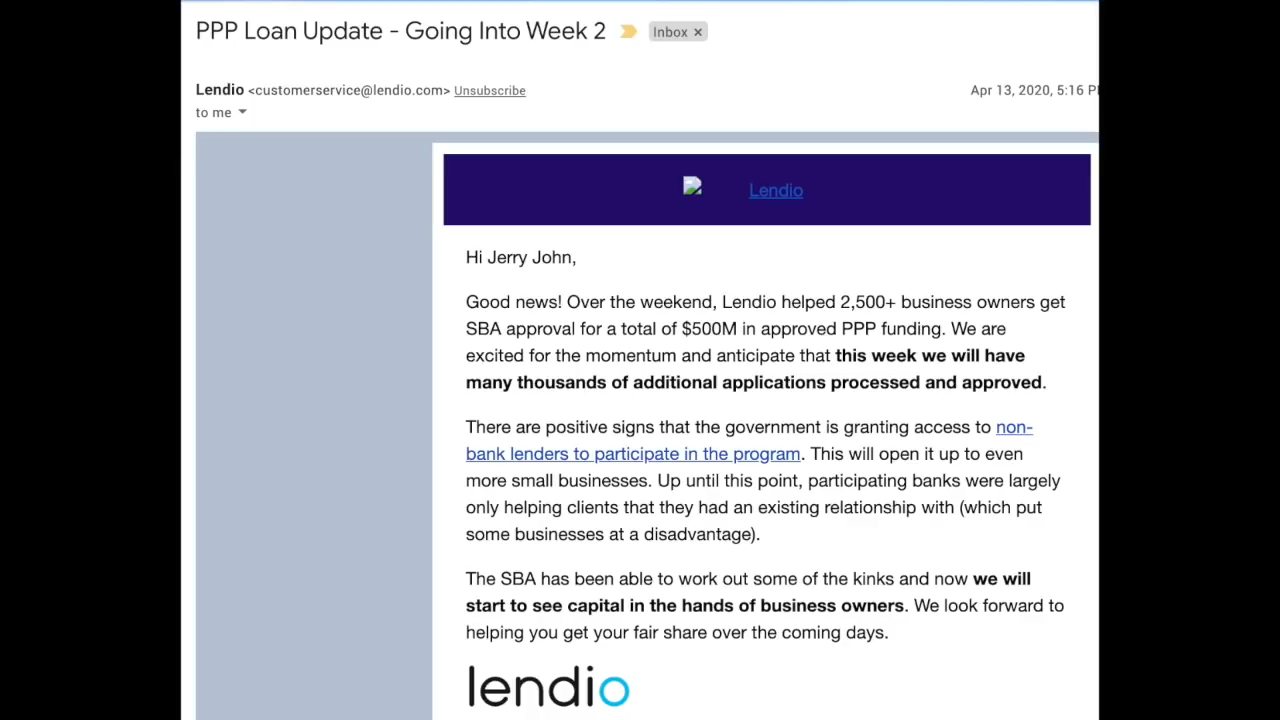 PPP Loan Update - Going Into Week 2 Inbox ×
Lendio <customerservice@lendio.com> Unsubscribe Apr 13, 2020, 5:16 P
to me
Lendio
Hi Jerry John,
Good news! Over the weekend, Lendio helped 2,500+ business owners get
SBA approval for a total of $500M in approved PPP funding. We are
excited for the momentum and anticipate that this week we will have
many thousands of additional applications processed and approved.
There are positive signs that the government is granting access to non-
bank lenders to participate in the program. This will open it up to even
more small businesses. Up until this point, participating banks were largely
only helping clients that they had an existing relationship with (which put
some businesses at a disadvantage).
The SBA has been able to work out some of the kinks and now we will
start to see capital in the hands of business owners. We look forward to
helping you get your fair share over the coming days.
lendio